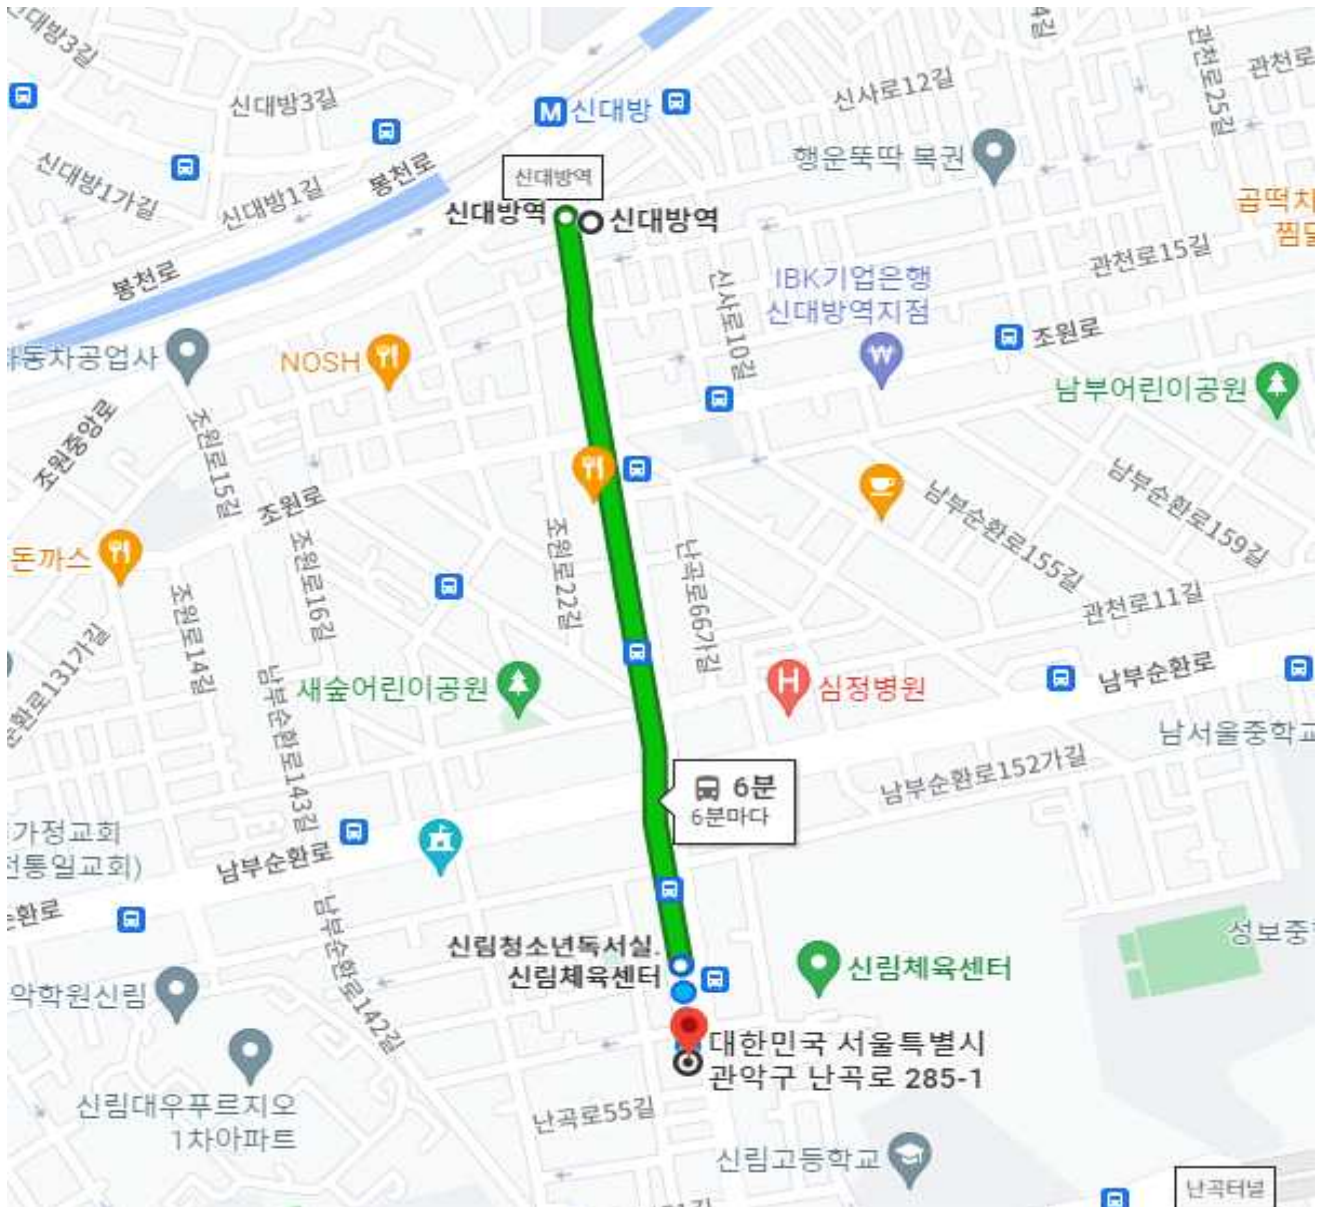 신대방3길
신대방3길
M 신대방
신사로12길
관천로25길
관천로
4길
행운뚝딱 복권
신대방1가길
신대방1길
봉천로
신대방역
신대방역
신대방역
곱떡치
찜닭
봉천로
신사로10길
IBK기업은행
신대방역지점
관천로15길
조원로
자동차공업사
NOSH
남부어린이공원
조원중앙로
조원로15길
조원로
남부순환로155길
남부순환로159길
돈까스
조원로16길
조원로22길
난곡로66가길
관천로11길
조원로14길
순환로131가길
새숲어린이공원
심정병원
남부순환로
남서울중학교
남부순환로143길
6분
6분마다
남부순환로152가길
가정교회
전통일교회)
남부순환로
순환로
남부순환로142길
신림청소년독서실.
신림체육센터
신림체육센터
성보중
악학원신림
대한민국 서울특별시
관악구 난곡로 285-1
신림대우푸르지오
1차아파트
난곡로55길
신림고등학교
난곡터널